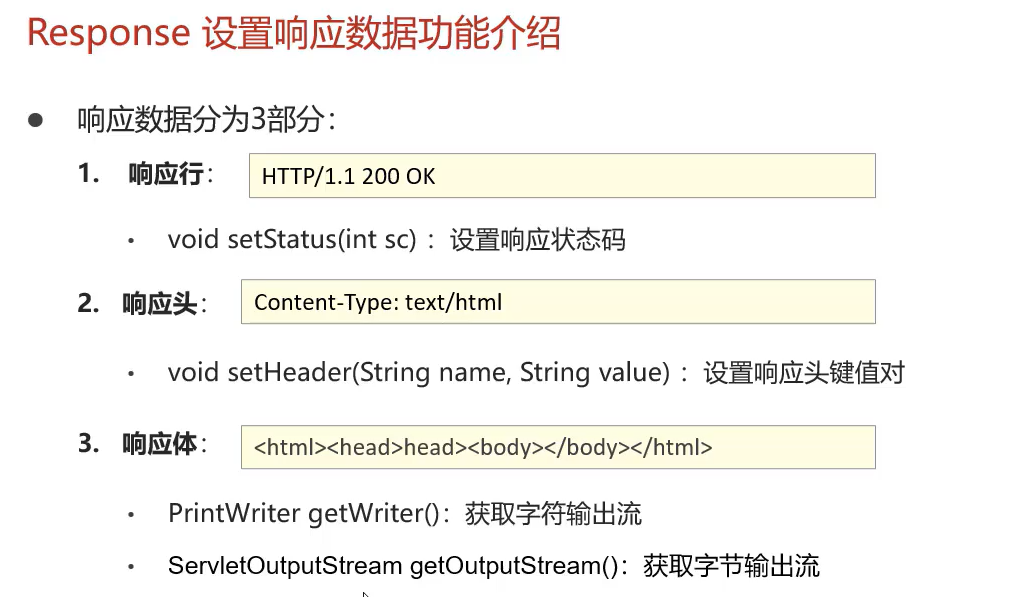 Response 设置响应数据功能介绍
● 响应数据分为3部分：
1. 响应行： HTTP/1.1 200 OK
• void setStatus(int sc) ：设置响应状态码
2. 响应头： Content-Type: text/html
• void setHeader(String name, String value) ：设置响应头键值对
3. 响应体： <html><head>head><body></body></html>
• PrintWriter getWriter()：获取字符输出流
• ServletOutputStream getOutputStream()：获取字节输出流